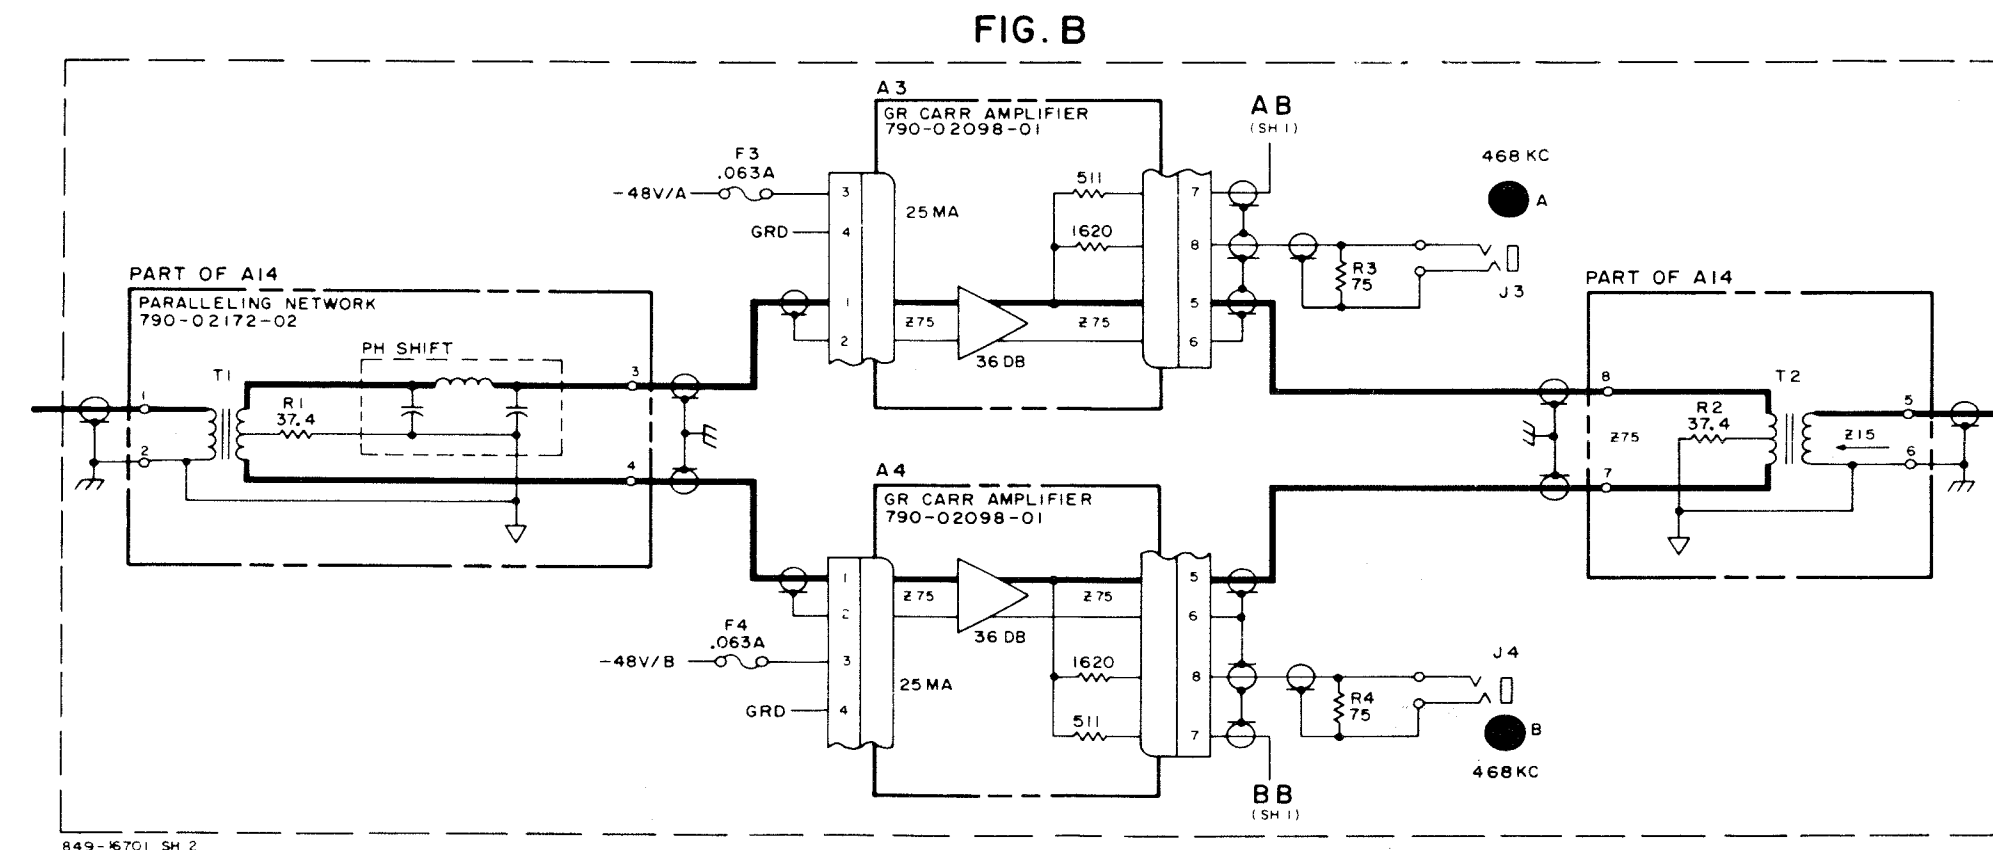 FIG. B
A3
GR CARR AMPLIFIER
790-02098-01
AB
(SH 1)
F3
.063A
-48V/A
3
25 MA
GRD
4
511
7
1620
8
468 KC
A
R3
75
J3
1
Z75
Z75
5
2
36 DB
6
PART OF A14
PARALLELING NETWORK
790-02172-02
PH SHIFT
T1
3
1
R1
37.4
2
4
PART OF A14
8
T2
R2
37.4
5
Z75
Z15
6
7
A4
GR CARR AMPLIFIER
790-02098-01
1
Z75
Z75
5
2
36 DB
6
F4
.063A
-48V/B
3
25 MA
GRD
4
1620
8
511
7
J4
R4
75
B
468 KC
BB
(SH 1)
849-16701 SH 2